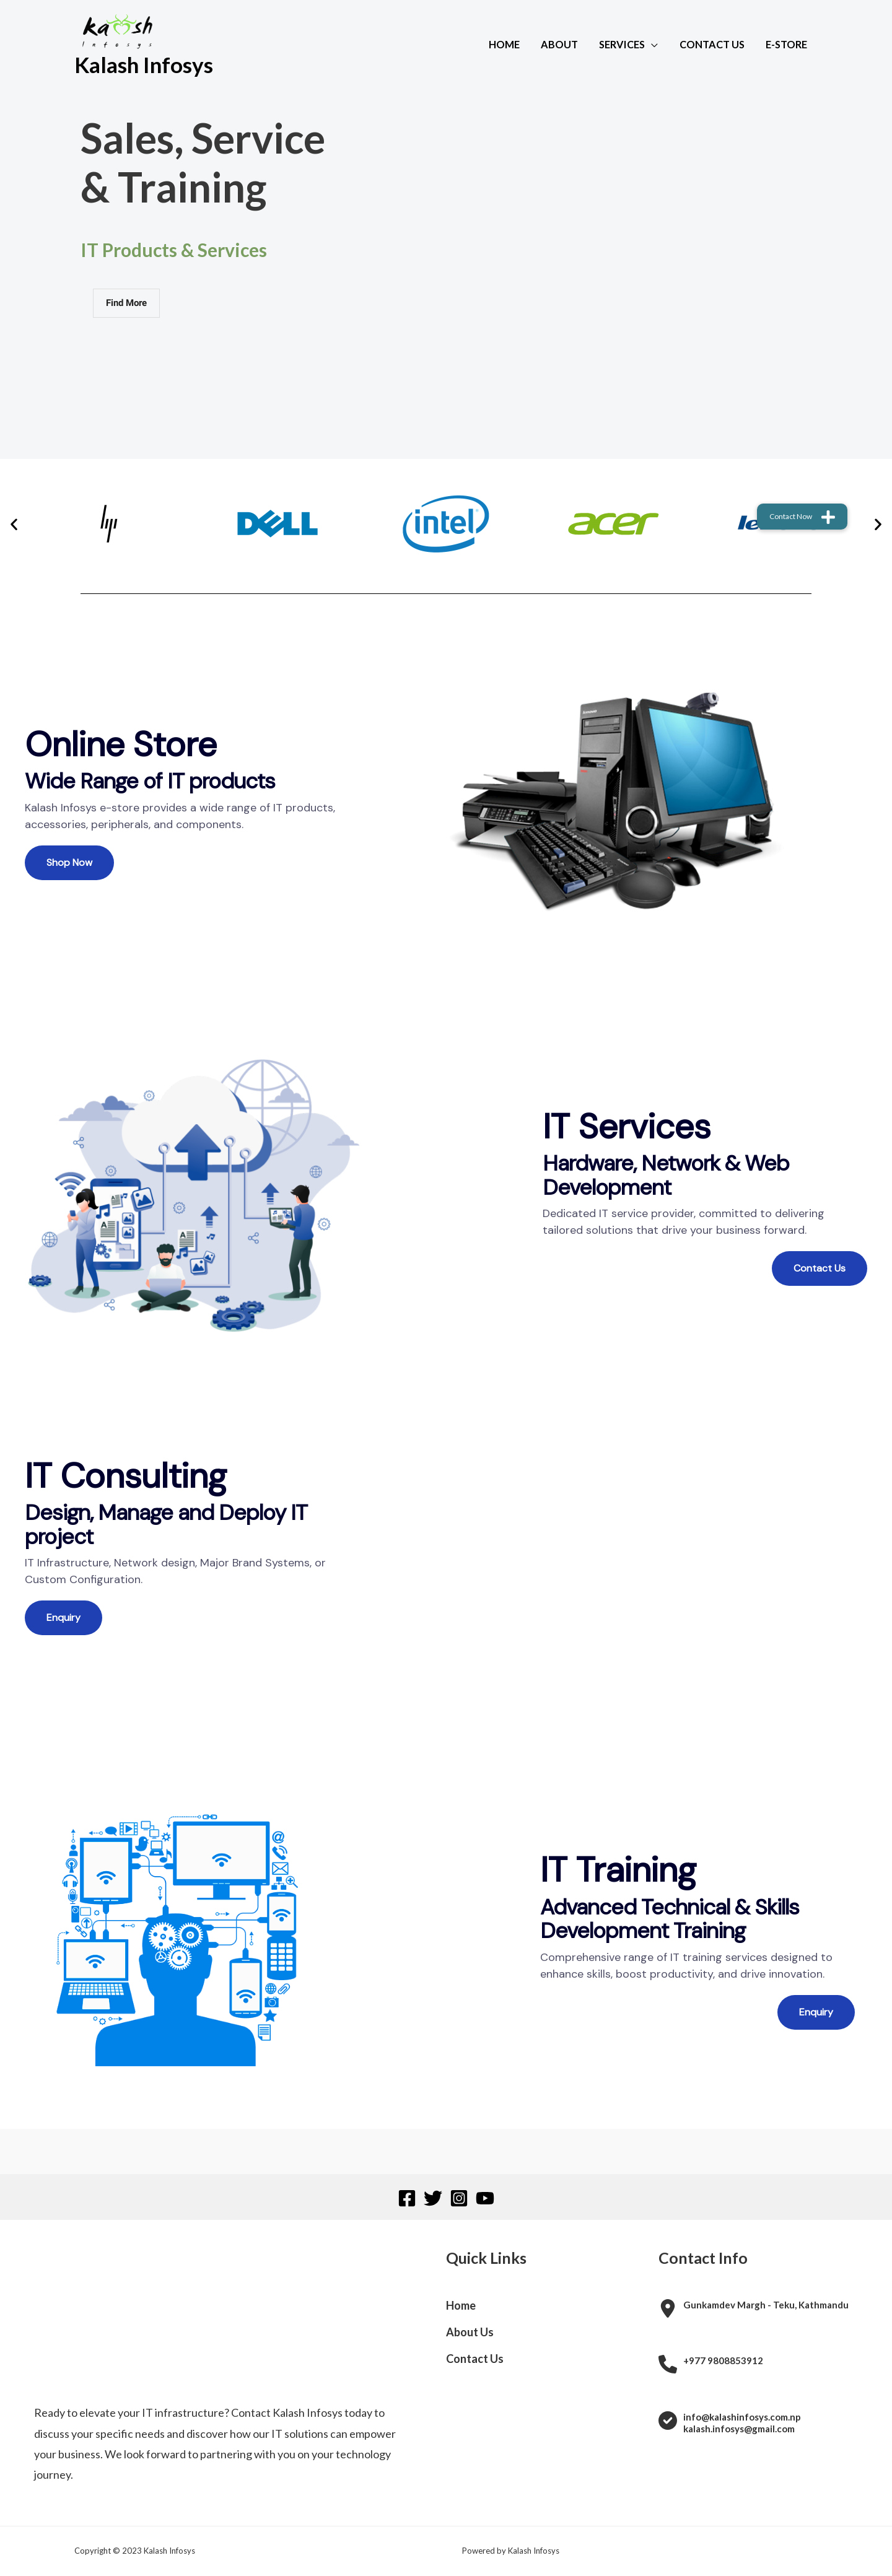 kalash
Infosys
Kalash Infosys
HOME
ABOUT
SERVICES
CONTACT US
E-STORE
Sales, Service
& Training
IT Products & Services
Find More
hp
DELL
intel
acer
Contact Now
Online Store
Wide Range of IT products
Kalash Infosys e-store provides a wide range of IT products,
accessories, peripherals, and components.
Shop Now
IT Services
Hardware, Network & Web
Development
Dedicated IT service provider, committed to delivering
tailored solutions that drive your business forward.
Contact Us
IT Consulting
Design, Manage and Deploy IT
project
IT Infrastructure, Network design, Major Brand Systems, or
Custom Configuration.
Enquiry
IT Training
Advanced Technical & Skills
Development Training
Comprehensive range of IT training services designed to
enhance skills, boost productivity, and drive innovation.
Enquiry
Ready to elevate your IT infrastructure? Contact Kalash Infosys today to
discuss your specific needs and discover how our IT solutions can empower
your business. We look forward to partnering with you on your technology
journey.
Quick Links
Home
About Us
Contact Us
Contact Info
Gunkamdev Margh - Teku, Kathmandu
+977 9808853912
info@kalashinfosys.com.np
kalash.infosys@gmail.com
Copyright © 2023 Kalash Infosys
Powered by Kalash Infosys